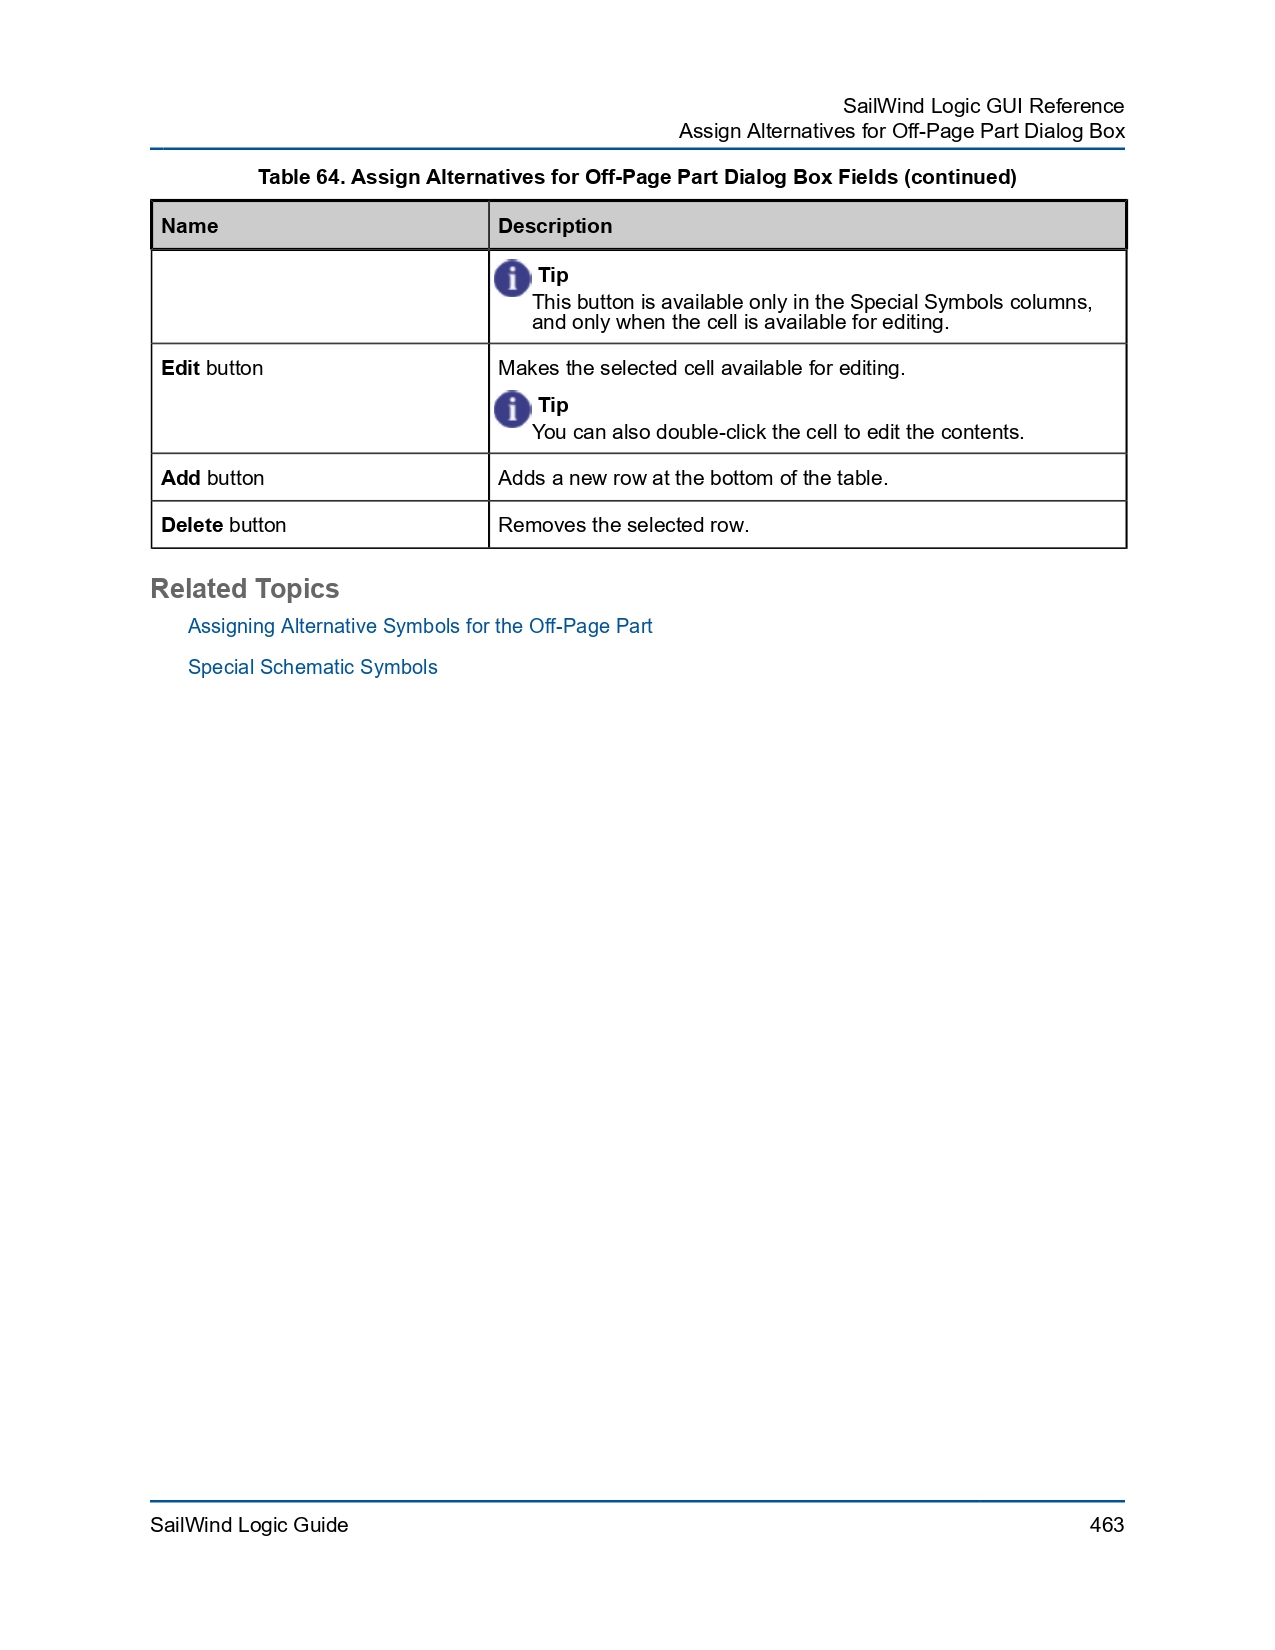 SailWind Logic GUI Reference
Assign Alternatives for Off-Page Part Dialog Box
Table 64. Assign Alternatives for Off-Page Part Dialog Box Fields (continued)
Name
Description
Tip
This button is available only in the Special Symbols columns,
and only when the cell is available for editing.
Edit button
Makes the selected cell available for editing.
Tip
You can also double-click the cell to edit the contents.
Add button
Adds a new row at the bottom of the table.
Delete button
Removes the selected row.
Related Topics
Assigning Alternative Symbols for the Off-Page Part
Special Schematic Symbols
SailWind Logic Guide
463